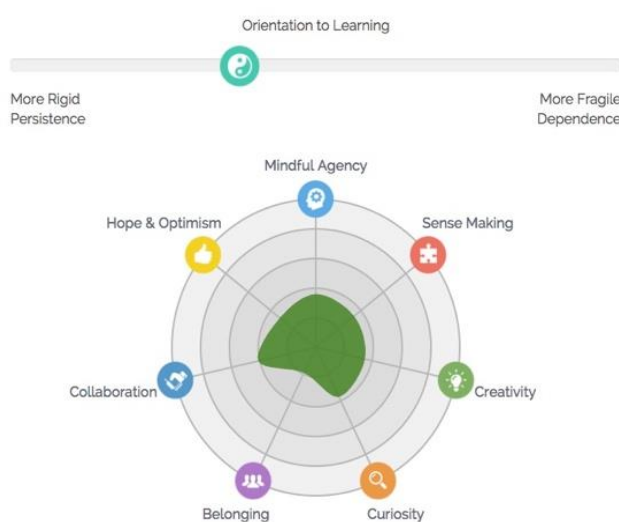 Orientation to Learning
More Rigid
Persistence
More Fragile
Dependence
Mindful Agency
Hope & Optimism
Sense Making
Collaboration
Creativity
Belonging
Curiosity